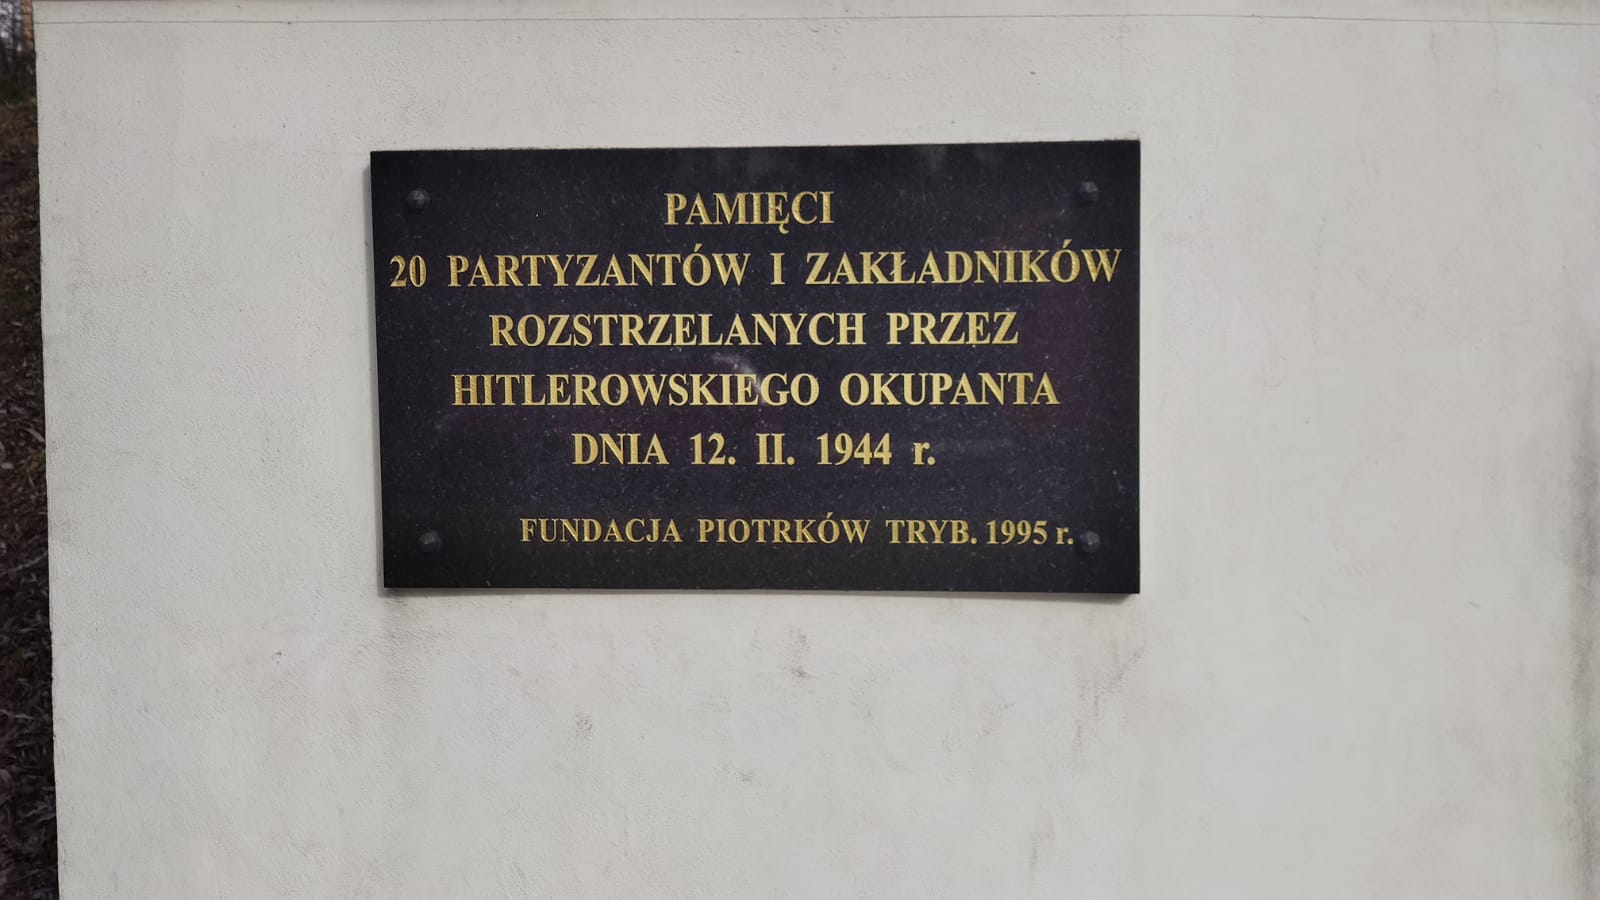 PAMIĘCI
20 PARTYZANTÓW I ZAKŁADNIKÓW
ROZSTRZELANYCH PRZEZ
HITLEROWSKIEGO OKUPANTA
DNIA 12. II. 1944 r.
FUNDACJA PIOTRKÓW TRYB. 1995 r.